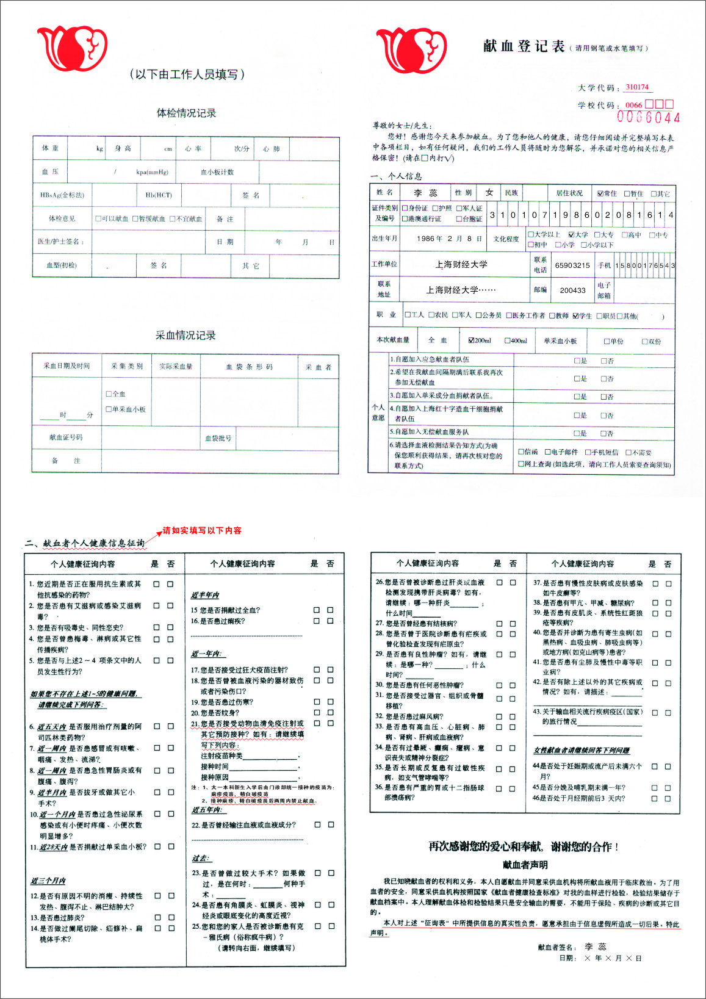 (以下由工作人员填写)
体检情况记录
体重 kg 身高 cm 心率 次/分 心肺
血压 / kpa(mmHg) 血小板计数
HBsAg(金标法) Hb(HCT) 签名
体检意见 □可以献血 □暂缓献血 □不宜献血 备注
医生/护士签名: 日期 年 月 日
血型(初检) 签名 其它
采血情况记录
采血日期及时间 采集类别 实际采血量 血袋条形码 采血者
□全血
□单采血小板
____时____分
献血证号码 血袋批号
备注
献血登记表(请用钢笔或水笔填写)
大学代码: 310174
学校代码: 0066 □□□
0066044
尊敬的女士/先生:
您好!感谢您今天来参加献血。为了您和他人的健康,请您仔细阅读并完整填写本表
中各项栏目,如有任何疑问,我们的工作人员将随时为您解答,并承诺对您的相关信息严
格保密!(请在□内打√)
一、个人信息
姓名 李蕊 性别 女 民族 居住状况 ☑常住 □暂住 □其它
证件类别 □身份证 □护照 □军人证
及编号 □港澳通行证 □台胞证 310107198602081614
出生年月 1986年 2 月 8 日 文化程度 □大学以上 ☑大学 □大专 □高中 □中专
□初中 □小学 □小学以下
工作单位 上海财经大学 联系电话 65903215 手机 15800176543
联系地址 上海财经大学…… 邮编 200433 电子邮箱
职业 □工人 □农民 □军人 □公务员 □医务工作者 □教师 ☑学生 □职员 □其他( )
本次献血量 全血 ☑200ml □400ml 单采血小板 □单份 □双份
个人意愿
1.自愿加入应急献血者队伍 □是 □否
2.希望在我献血间隔期满后联系我再次
参加无偿献血 □是 □否
3.自愿加入单采成分血捐献者队伍。 □是 □否
4.自愿加入上海红十字造血干细胞捐献
者队伍 □是 □否
5.自愿加入无偿献血服务队 □是 □否
6.请选择血液检测结果告知方式(为确
保您顺利获得结果,请再次核对您的
联系方式)
□信函 □电子邮件 □手机短信 □不需要
□网上查询(如选此项,请向工作人员索要查询须知)
请如实填写以下内容
二、献血者个人健康信息征询
个人健康征询内容 是 否
1. 您近期是否正在服用抗生素或其
他抗感染的药物? □ □
2. 您是否患有艾滋病或感染艾滋病
毒? □ □
3. 您是否有吸毒史、同性恋史? □ □
4. 您是否曾患梅毒、淋病或其它性
传播疾病? □ □
5. 您是否与上述2~4 项条文中的人
员发生性行为? □ □
如果您不存在上述1~5的健康问题,
请继续完成下列问答:
6. 近五天内 是否服用治疗剂量的阿
司匹林类药物? □ □
7. 近一周内 是否患感冒或有咳嗽、
咽痛、发热、流涕? □ □
8. 近一周内 是否患急性胃肠炎或有
腹痛、腹泻? □ □
9. 近半月内 是否拔牙或做其它小
手术? □ □
10.近一个月内 是否患过急性泌尿系
感染或有小便时疼痛、小便次数
明显增多? □ □
11.近28天内 是否捐献过单采血小板? □ □
近三个月内
12.是否有原因不明的消瘦、持续性
发热、腹泻不止、淋巴结肿大? □ □
13.是否患过肺炎? □ □
14.是否做过阑尾切除、疝修补、扁
桃体手术? □ □
个人健康征询内容 是 否
近半年内
15 您是否捐献过全血? □ □
16.是否患过痢疾? □ □
近一年内:
17.您是否接受过狂犬疫苗注射? □ □
18.您是否曾被血液污染的器材致伤
或者污染伤口? □ □
19.您是否患过伤寒? □ □
20.您是否纹身? □ □
21.您是否接受动物血清免疫注射或
其它预防接种?如有:请继续填
写下列内容:
注射疫苗种类__________,
接种时间__________,
接种原因__________,
注:1、大一本科新生入学后由门诊部统一接种的疫苗为:
麻疹疫苗、精白破疫苗
2、接种麻疹、精白破疫苗后两周内禁止献血。
近五年内:
22.是否曾经输注血液或血液成分? □ □
过去:
23.是否曾做过较大手术?如果做
过,是在何时:______何种手
术:______ □ □
24.是否患有角膜炎、虹膜炎、视神
经炎或眼底变化的高度近视? □ □
25.您和您的家人是否被诊断患有克
-雅氏病(俗称疯牛病)? □ □
(请转向右面,继续填写)
个人健康征询内容 是 否
26.您是否曾被诊断患过肝炎或血液
检测发现携带肝炎病毒?如有,
请继续:哪一种肝炎______;
什么时间______ □ □
27. 您是否曾经患有结核病? □ □
28. 您是否曾于医院诊断患有疟疾或
曾化验检查发现有疟原虫? □ □
29. 是否患有良性肿瘤?如有,请继
续:是哪一种?______;什么
时间?______ □ □
30. 您是否患有任何恶性肿瘤? □ □
31. 您是否接受过器官、组织或骨髓
移植? □ □
32. 您是否患过麻风病? □ □
33. 是否患有高血压、心脏病、肺
病、肾病、肝病或血液病? □ □
34. 是否有过晕厥、癫痫、癔病、意
识丧失或精神分裂症? □ □
35. 是否长期或反复患有过敏性疾
病,如支气管哮喘等? □ □
36. 您是否患有严重的胃或十二指肠球
部溃疡病? □ □
个人健康征询内容 是 否
37. 是否患有慢性皮肤病或皮肤感染
如牛皮癣等? □ □
38. 是否患有甲亢、甲减、糖尿病? □ □
39. 是否患有皮肌炎、系统性红斑狼
疮等疾病? □ □
40. 您是否并诊断为患有寄生虫病(如
黑热病、血吸虫病、肺吸虫病等)
或地方病(如克山病等)患者? □ □
41. 您是否患有尘肺及慢性中毒等职
业病? □ □
42. 是否有除上述以外的其它疾病或
情况?如有,请描述:______ □ □
43. 关于输血相关流行疾病疫区(国家)
的旅行情况__________ □ □
女性献血者请继续回答下列问题
44是否处于妊娠期或流产后未满六个
月? □ □
45是否分娩及哺乳期未满一年? □ □
46是否处于月经期前后3 天内? □ □
再次感谢您的爱心和奉献,谢谢您的合作!
献血者声明
我已知晓献血者的权利和义务,本人自愿献血并同意采供血机构将所献血液用于临床救治。为了用
血者的安全,同意采供血机构按照国家《献血者健康检查标准》对我的血样进行检验,检验结果储存于
献血档案中。本人理解献血体检和检验结果只是安全输血的需要,不能用于保险、疾病的诊断或其它目
的。
本人对上述“征询表”中所提供信息的真实性负责,愿意承担由于信息虚假所造成一切后果。特此
声明。
献血者签名: 李 蕊
日期: × 年 × 月 × 日